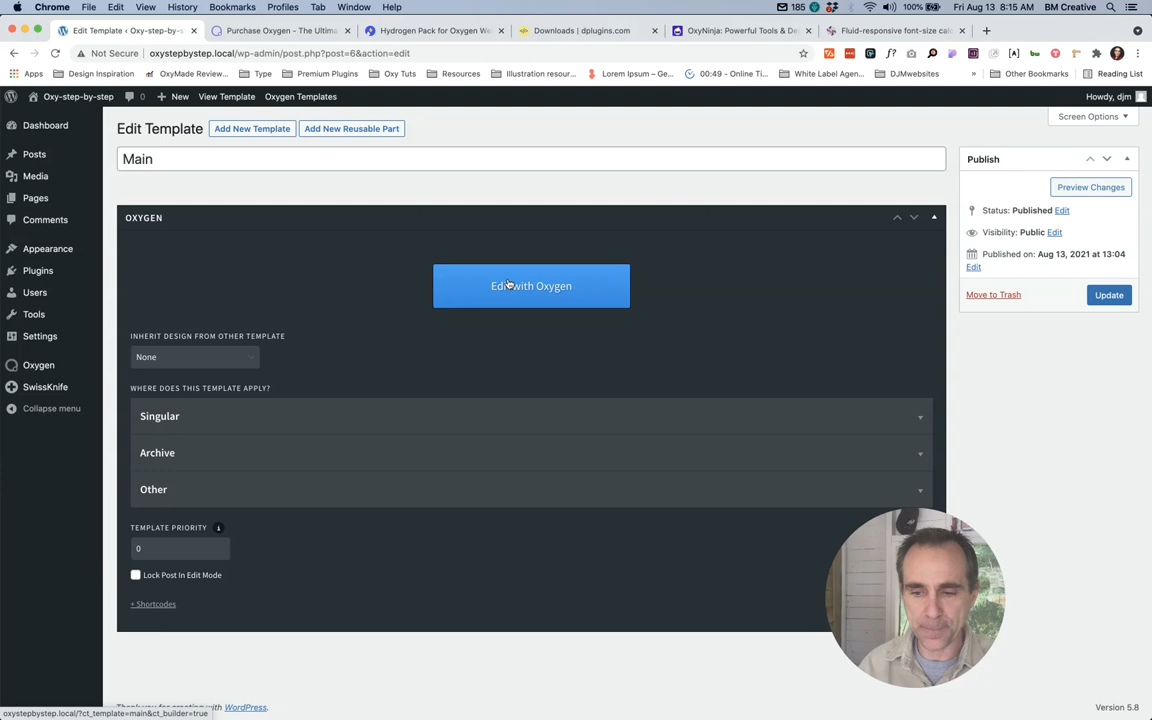 Chrome File Edit View History Bookmarks Profiles Tab Window Help 185 100% Fri Aug 13 8:15 AM BM Creative
Edit Template ‹ Oxy-step-by-s Purchase Oxygen - The Ultima Hydrogen Pack for Oxygen We Downloads | dplugins.com OxyNinja: Powerful Tools & De Fluid-responsive font-size calc
Not Secure oxystepbystep.local/wp-admin/post.php?post=6&action=edit
Apps Design Inspiration OxyMade Review... Type Premium Plugins Oxy Tuts Resources Illustration resour... Lorem Ipsum – Ge... 00:49 - Online Ti... White Label Agen... DJMwebsites » Other Bookmarks Reading List
Oxy-step-by-step 0 New View Template Oxygen Templates Howdy, djm
Screen Options
Dashboard
Posts
Media
Pages
Comments
Appearance
Plugins
Users
Tools
Settings
Oxygen
SwissKnife
Collapse menu
Edit Template Add New Template Add New Reusable Part
Main
OXYGEN
Edit with Oxygen
INHERIT DESIGN FROM OTHER TEMPLATE
None
WHERE DOES THIS TEMPLATE APPLY?
Singular
Archive
Other
TEMPLATE PRIORITY
0
Lock Post In Edit Mode
+ Shortcodes
Publish
Preview Changes
Status: Published Edit
Visibility: Public Edit
Published on: Aug 13, 2021 at 13:04
Edit
Move to Trash Update
Thank you for creating with WordPress.
Version 5.8
oxystepbystep.local/?ct_template=main&ct_builder=true